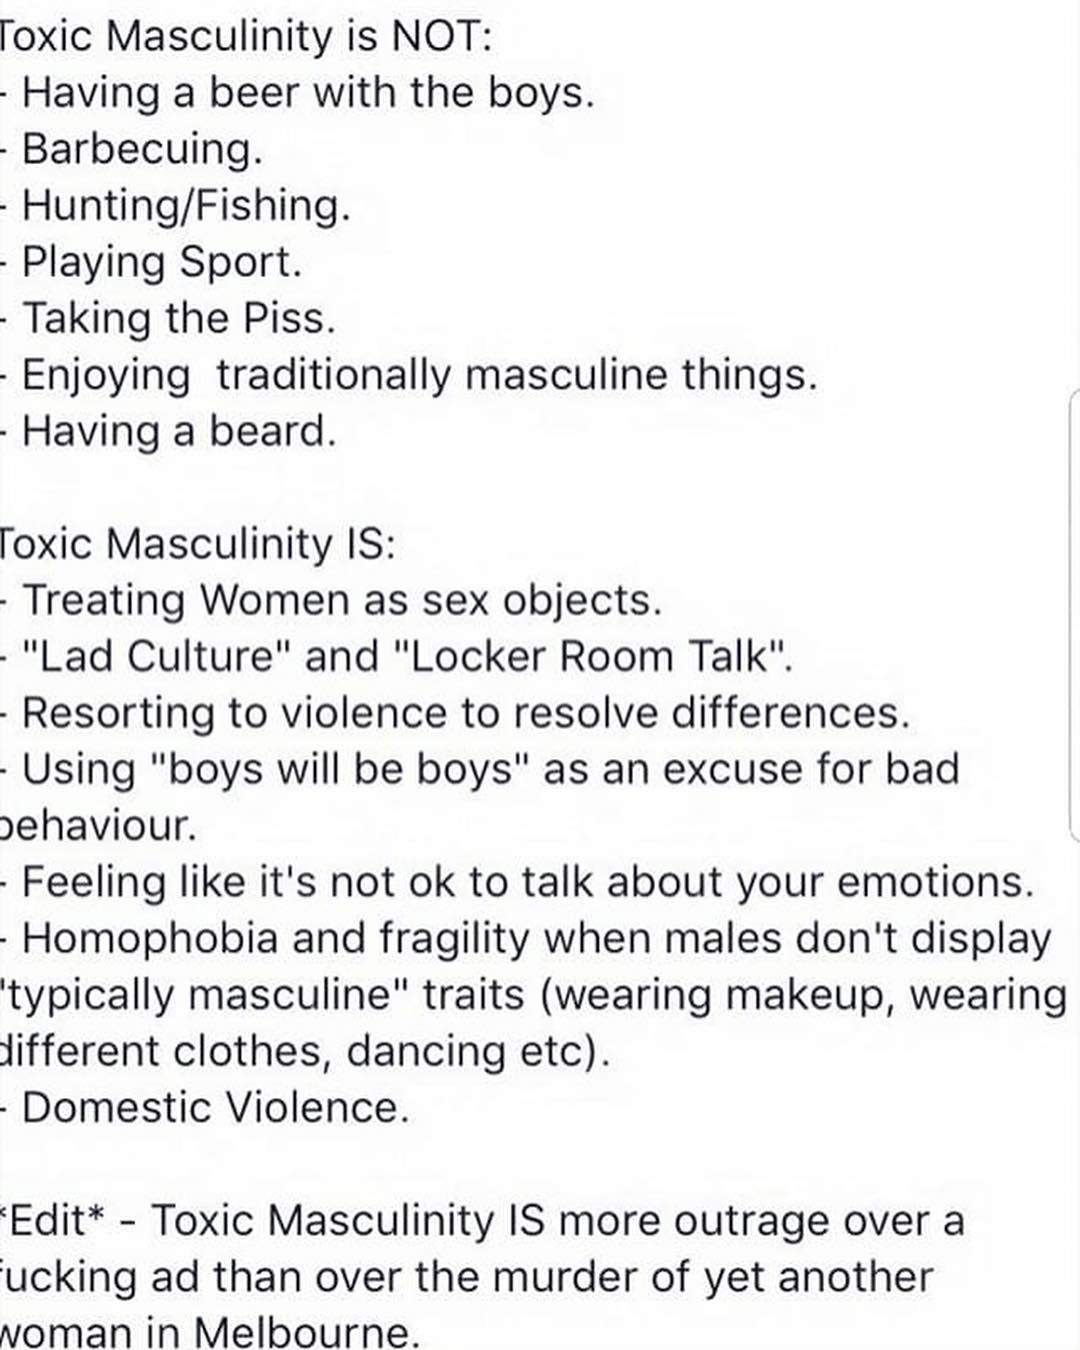 Toxic Masculinity is NOT:
- Having a beer with the boys.
- Barbecuing.
- Hunting/Fishing.
- Playing Sport.
- Taking the Piss.
- Enjoying  traditionally masculine things.
- Having a beard.

Toxic Masculinity IS:
- Treating Women as sex objects.
- "Lad Culture" and "Locker Room Talk".
- Resorting to violence to resolve differences.
- Using "boys will be boys" as an excuse for bad
behaviour.
- Feeling like it's not ok to talk about your emotions.
- Homophobia and fragility when males don't display
"typically masculine" traits (wearing makeup, wearing
different clothes, dancing etc).
- Domestic Violence.

*Edit* - Toxic Masculinity IS more outrage over a
fucking ad than over the murder of yet another
woman in Melbourne.